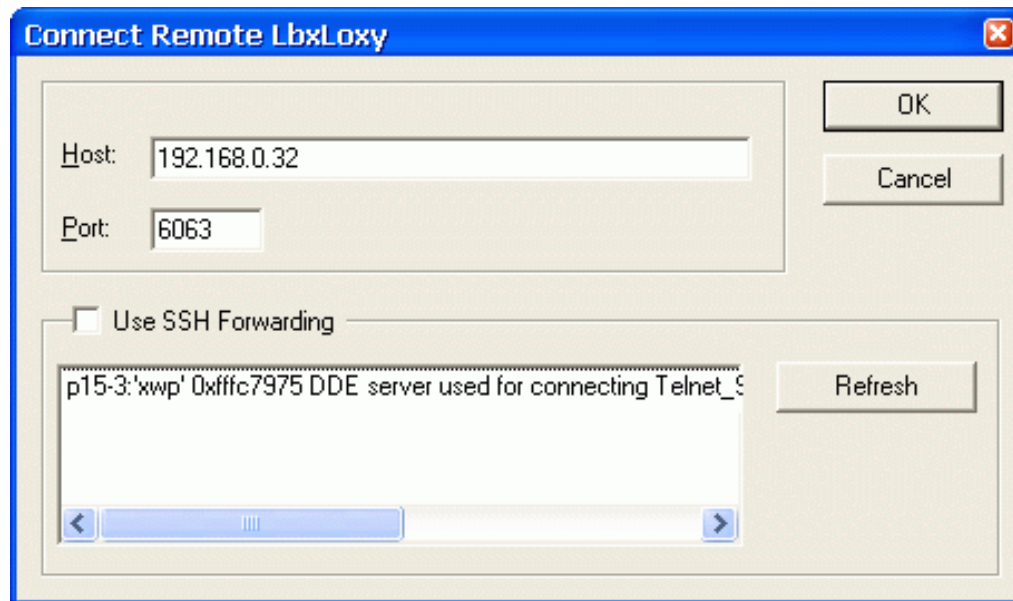 Connect Remote LbxLoxy
OK
Host: 192.168.0.32
Cancel
Port: 6063
Use SSH Forwarding
p15-3:'xwp' 0xfffc7975 DDE server used for connecting Telnet_S
Refresh